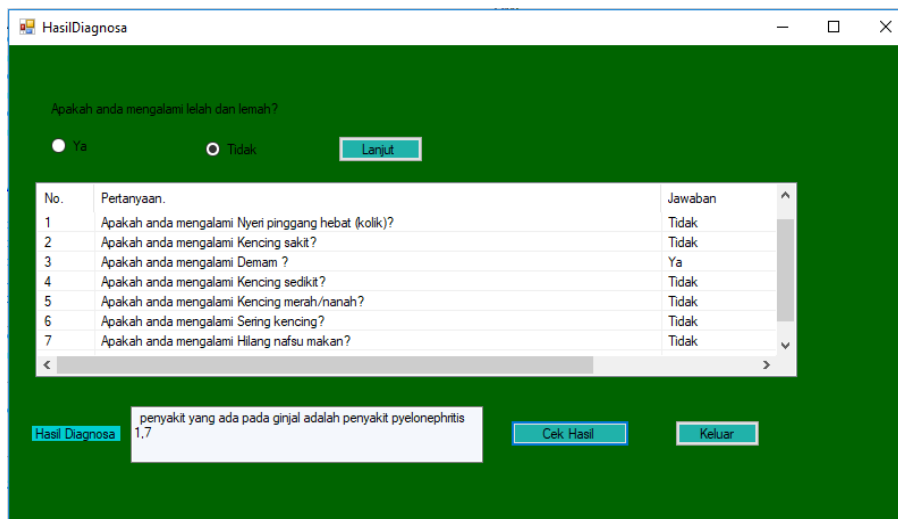 HasilDiagnosa
Apakah anda mengalami lelah dan lemah?
Ya Tidak Lanjut
No. Pertanyaan. Jawaban
1 Apakah anda mengalami Nyeri pinggang hebat (kolik)? Tidak
2 Apakah anda mengalami Kencing sakit? Tidak
3 Apakah anda mengalami Demam ? Ya
4 Apakah anda mengalami Kencing sedikit? Tidak
5 Apakah anda mengalami Kencing merah/nanah? Tidak
6 Apakah anda mengalami Sering kencing? Tidak
7 Apakah anda mengalami Hilang nafsu makan? Tidak
penyakit yang ada pada ginjal adalah penyakit pyelonephritis
Hasil Diagnosa 1,7 Cek Hasil Keluar